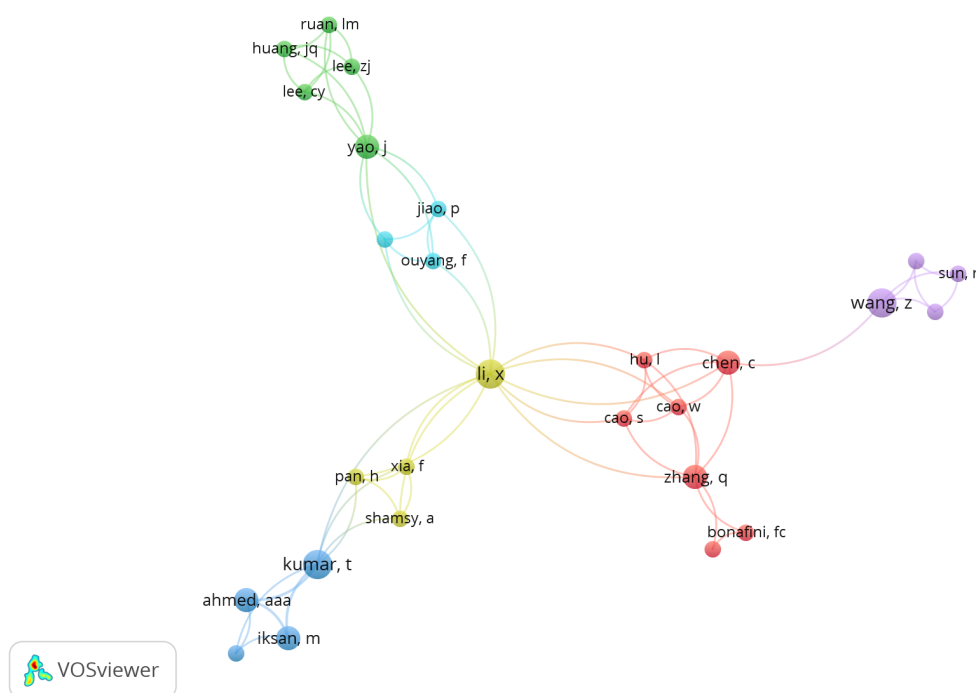 ruan, lm
huang, jq
lee, zj
lee, cy
yao, j
jiao, p
ouyang, f
sun, r
wang, z
hu, l
chen, c
li, x
cao, w
cao, s
xia, f
pan, h
zhang, q
shamsy, a
bonafini, fc
kumar, t
ahmed, aaa
iksan, m
VOSviewer